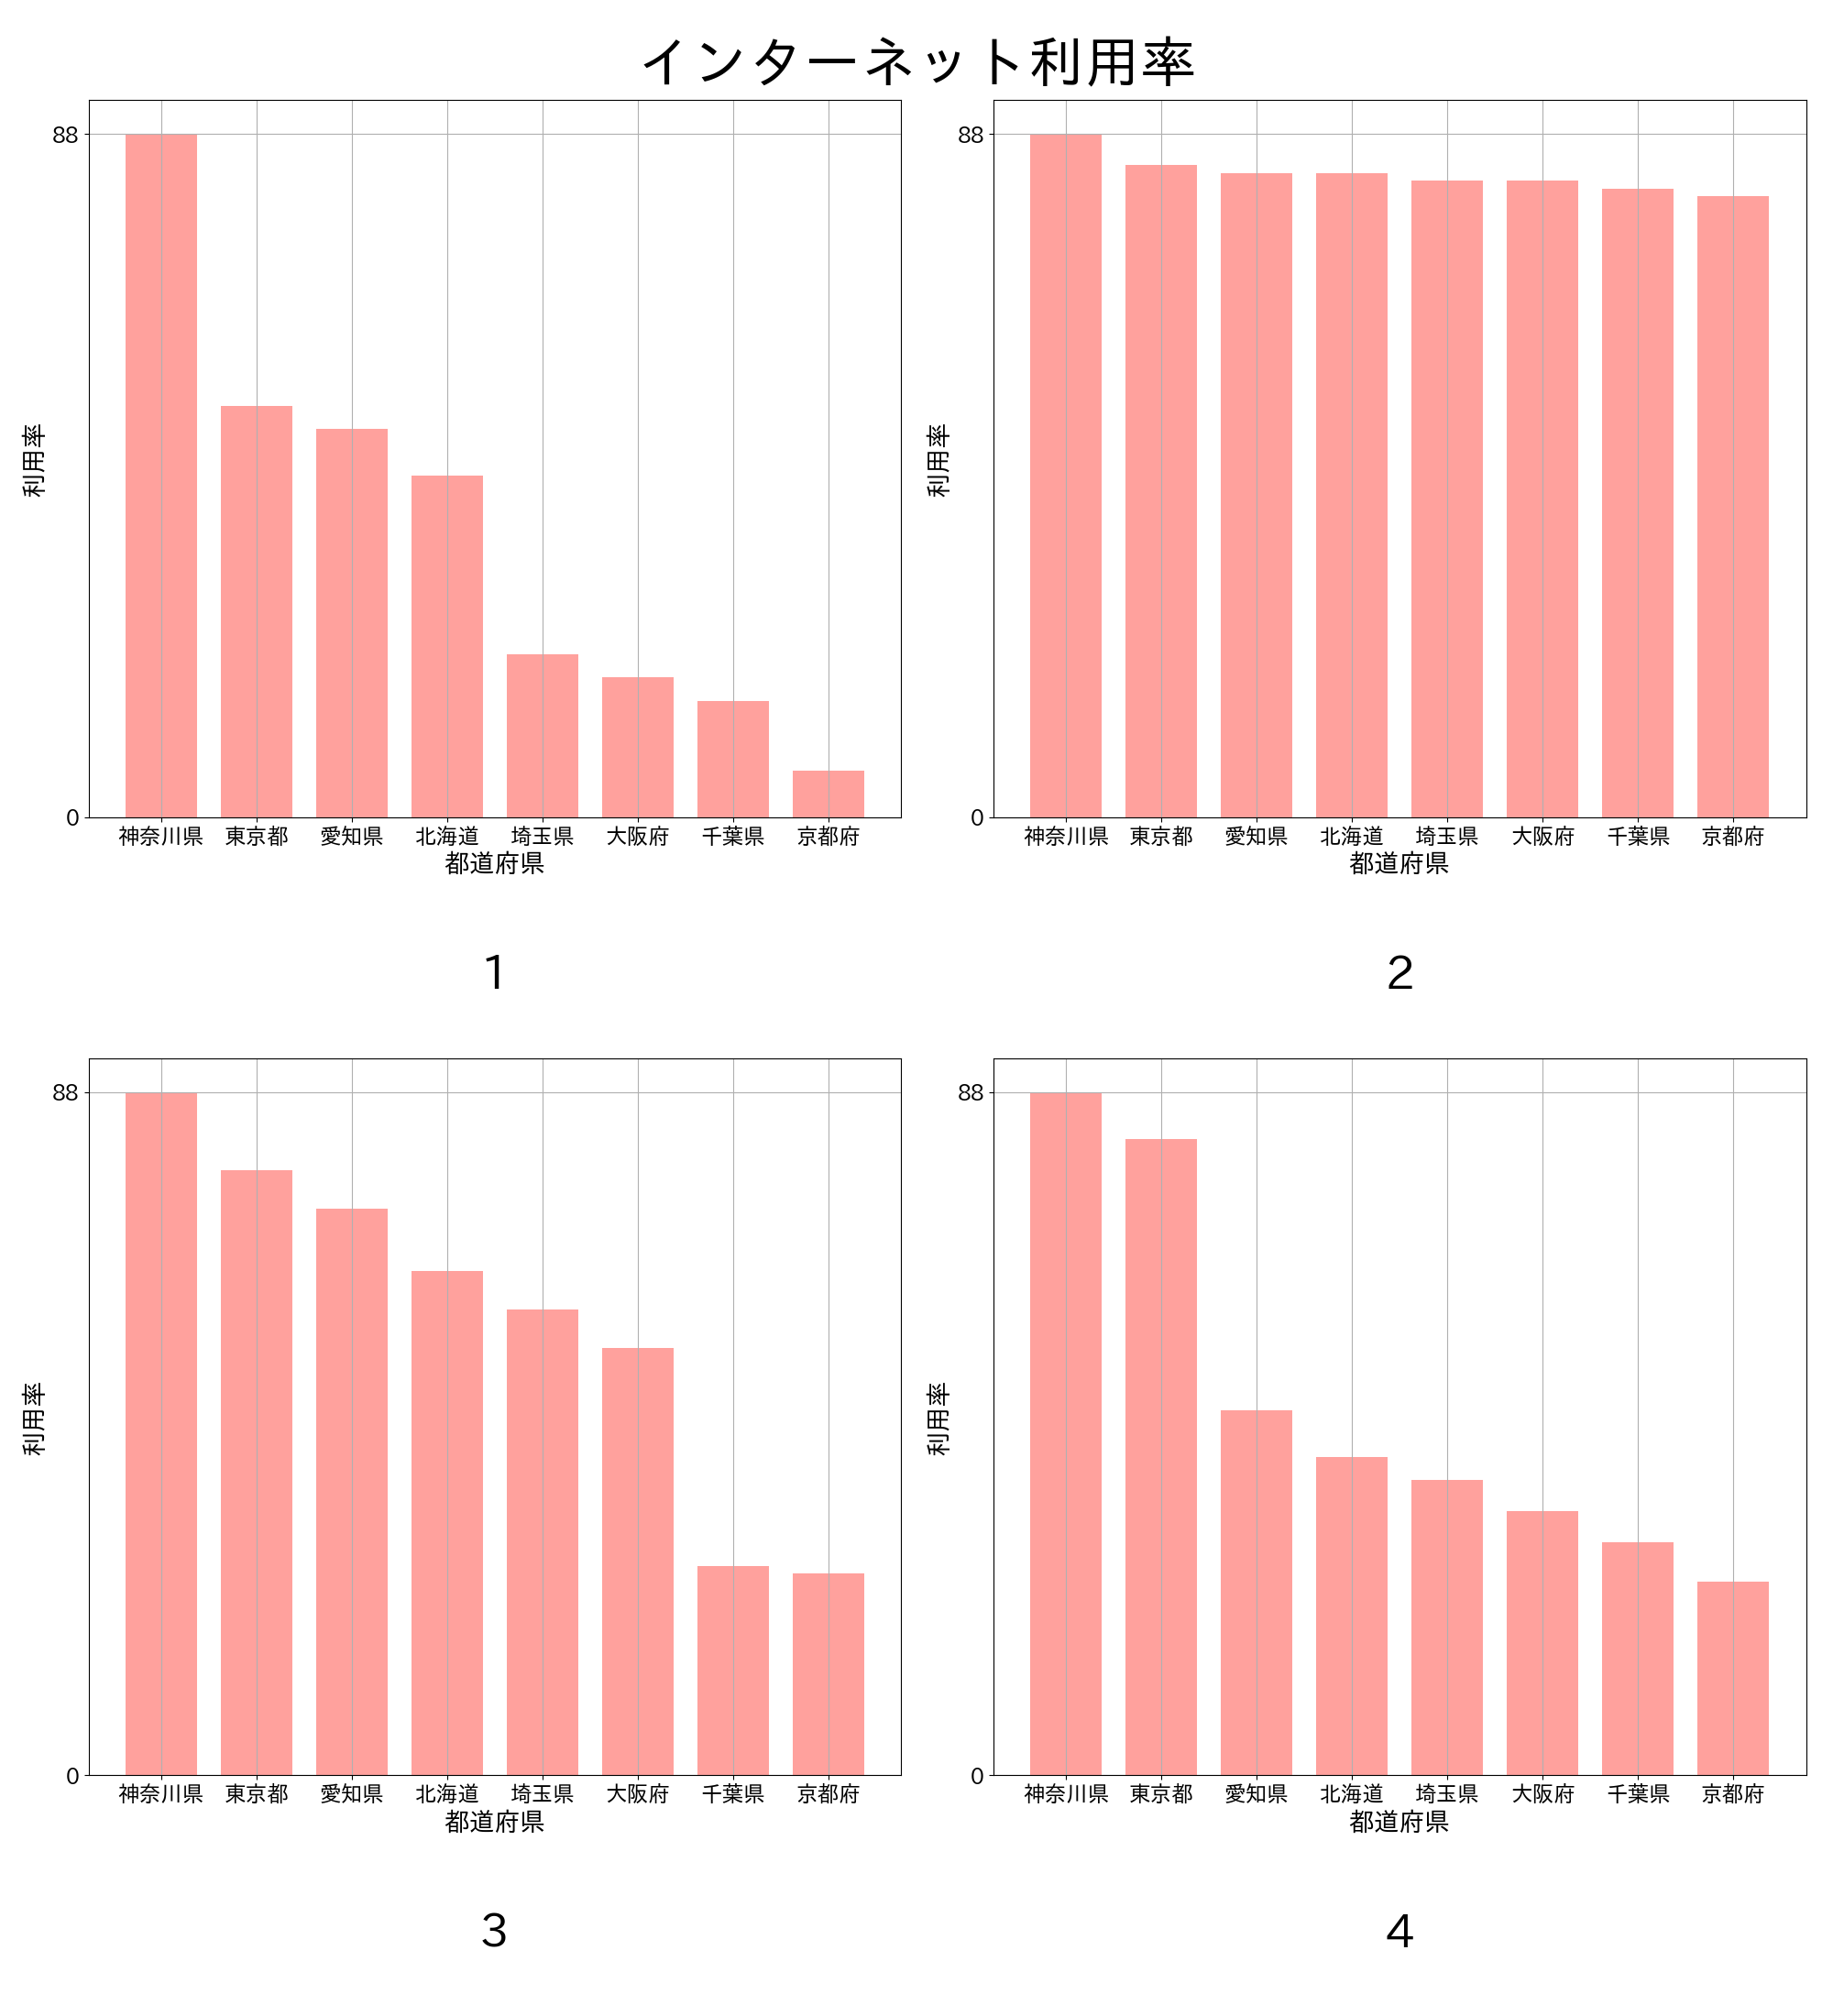 インターネット利用率
88
利用率
0
神奈川県 東京都 愛知県 北海道 埼玉県 大阪府 千葉県 京都府
都道府県
1
88
利用率
0
神奈川県 東京都 愛知県 北海道 埼玉県 大阪府 千葉県 京都府
都道府県
2
88
利用率
0
神奈川県 東京都 愛知県 北海道 埼玉県 大阪府 千葉県 京都府
都道府県
3
88
利用率
0
神奈川県 東京都 愛知県 北海道 埼玉県 大阪府 千葉県 京都府
都道府県
4